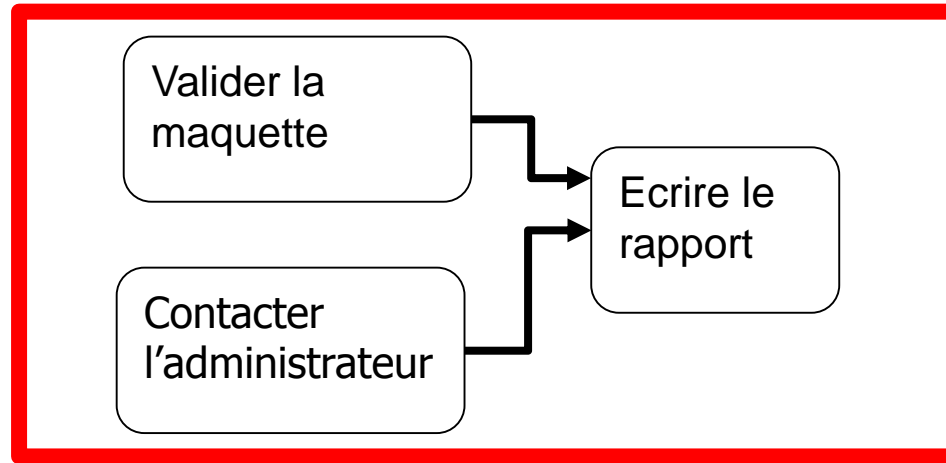 Valider la
maquette
Ecrire le
rapport
Contacter
l’administrateur